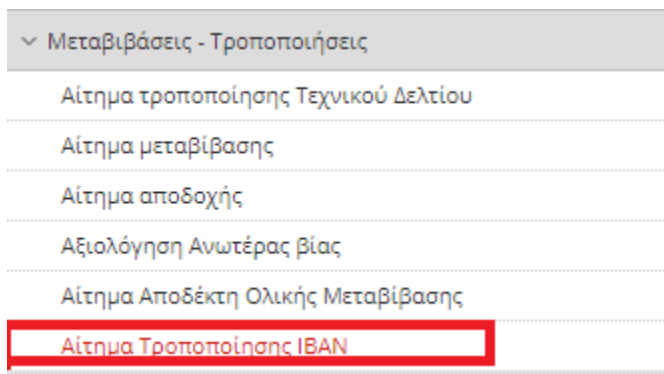 Μεταβιβάσεις - Τροποποιήσεις
Αίτημα τροποποίησης Τεχνικού Δελτίου
Αίτημα μεταβίβασης
Αίτημα αποδοχής
Αξιολόγηση Ανωτέρας βίας
Αίτημα Αποδέκτη Ολικής Μεταβίβασης
Αίτημα Τροποποίησης IBAN